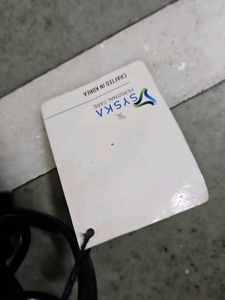 SYSKA
PERSONAL CARE
CRAFTED IN KOREA